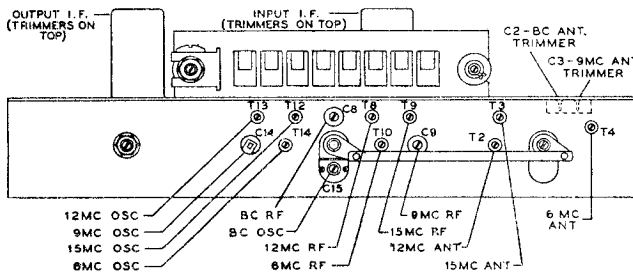 OUTPUT I.F.
(TRIMMERS ON
TOP)
INPUT I.F.
(TRIMMERS ON
TOP)
C2-BC ANT.
TRIMMER
C3-9MC ANT
TRIMMER
T13
T12
C8
T8
T9
T3
T4
C14
T14
T10
C9
T2
C15
12MC OSC
9MC OSC
15MC OSC
6MC OSC
BC RF
BC OSC
12MC RF
6MC RF
9MC RF
15MC RF
12MC ANT
15MC ANT
6 MC
ANT